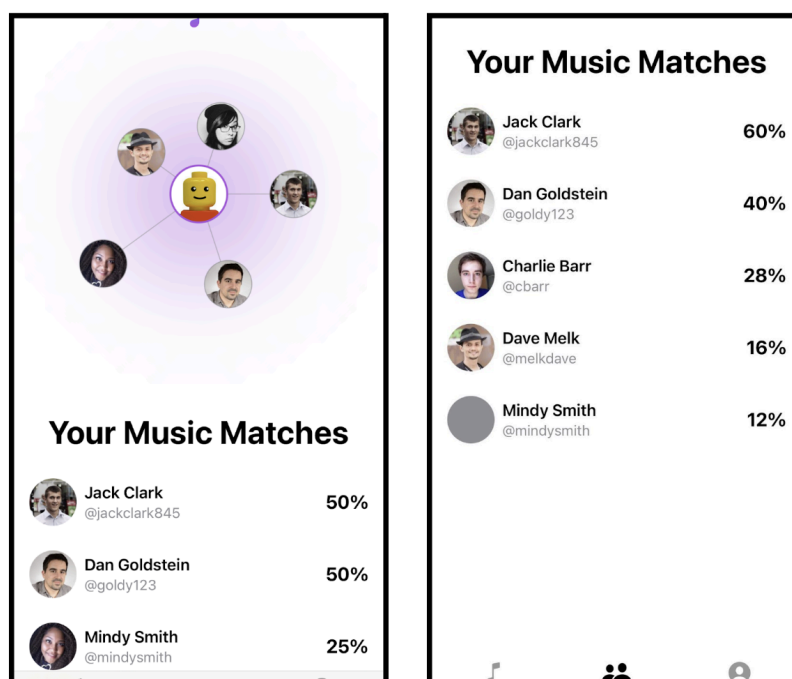 Your Music Matches
Jack Clark
@jackclark845
50%
Dan Goldstein
@goldy123
50%
Mindy Smith
@mindysmith
25%
Your Music Matches
Jack Clark
@jackclark845
60%
Dan Goldstein
@goldy123
40%
Charlie Barr
@cbarr
28%
Dave Melk
@melkdave
16%
Mindy Smith
@mindysmith
12%